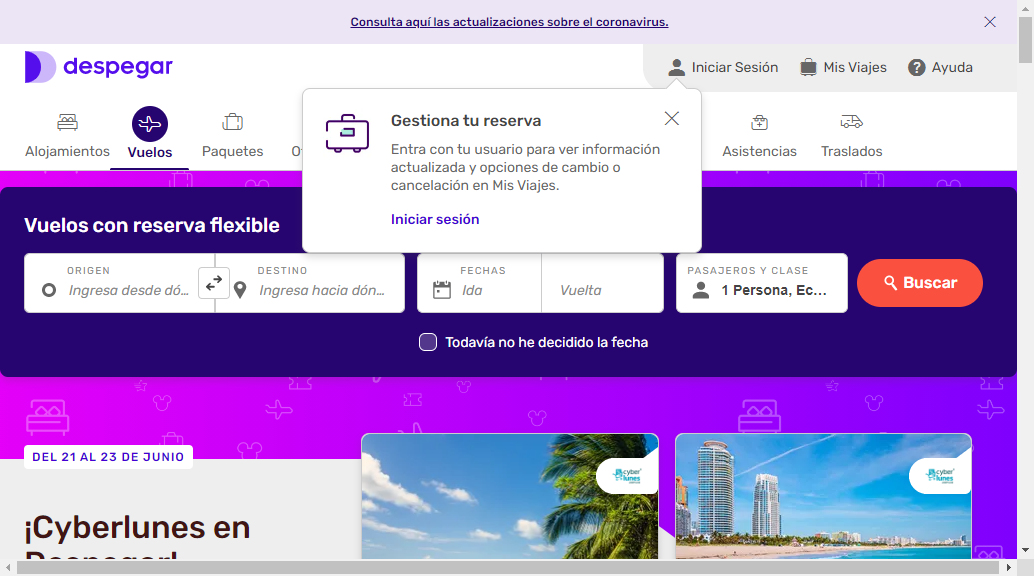 Consulta aquí las actualizaciones sobre el coronavirus.
despegar
Iniciar Sesión
Mis Viajes
Ayuda
Alojamientos
Vuelos
Paquetes
Asistencias
Traslados
Gestiona tu reserva
Entra con tu usuario para ver información
actualizada y opciones de cambio o
cancelación en Mis Viajes.
Iniciar sesión
Vuelos con reserva flexible
ORIGEN
Ingresa desde dó...
DESTINO
Ingresa hacia dón...
FECHAS
Ida
Vuelta
PASAJEROS Y CLASE
1 Persona, Ec...
Buscar
Todavía no he decidido la fecha
DEL 21 AL 23 DE JUNIO
¡Cyberlunes en
Despegar!
cyber
lunes
cyber
lunes